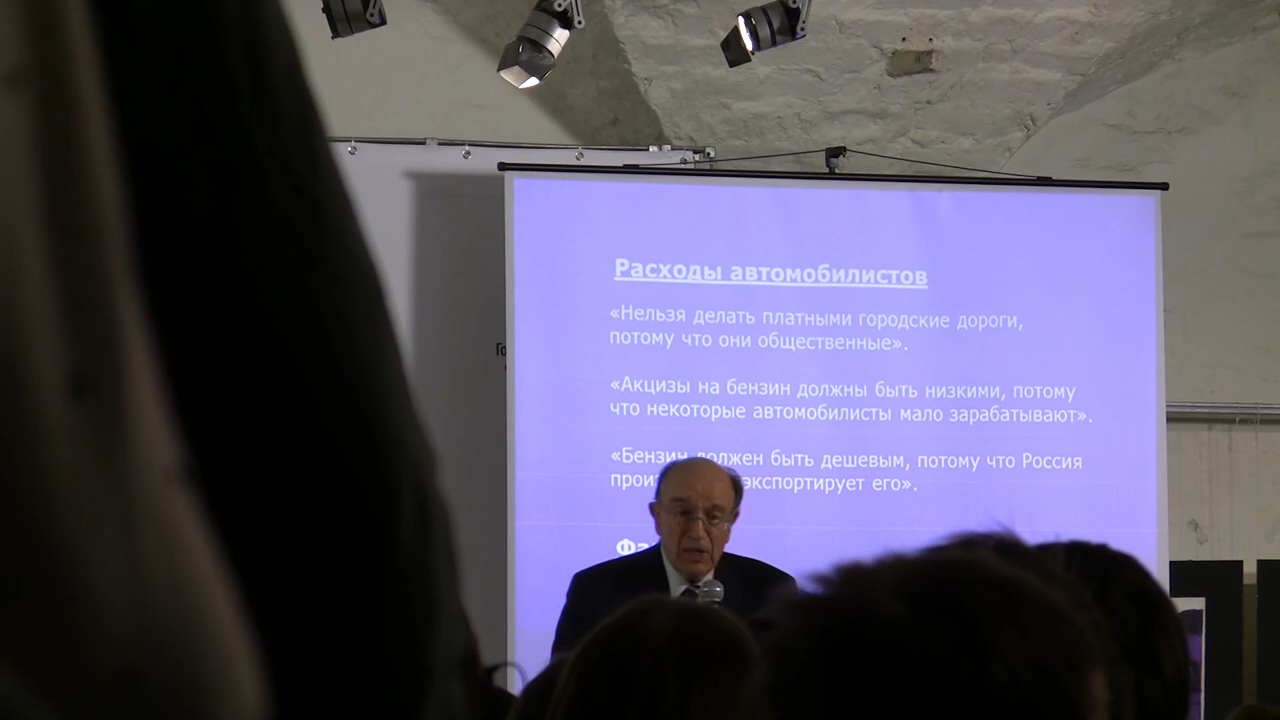 Расходы автомобилистов
«Нельзя делать платными городские дороги,
потому что они общественные».
«Акцизы на бензин должны быть низкими, потому
что некоторые автомобилисты мало зарабатывают».
«Бензин должен быть дешевым, потому что Россия
экспортирует его».